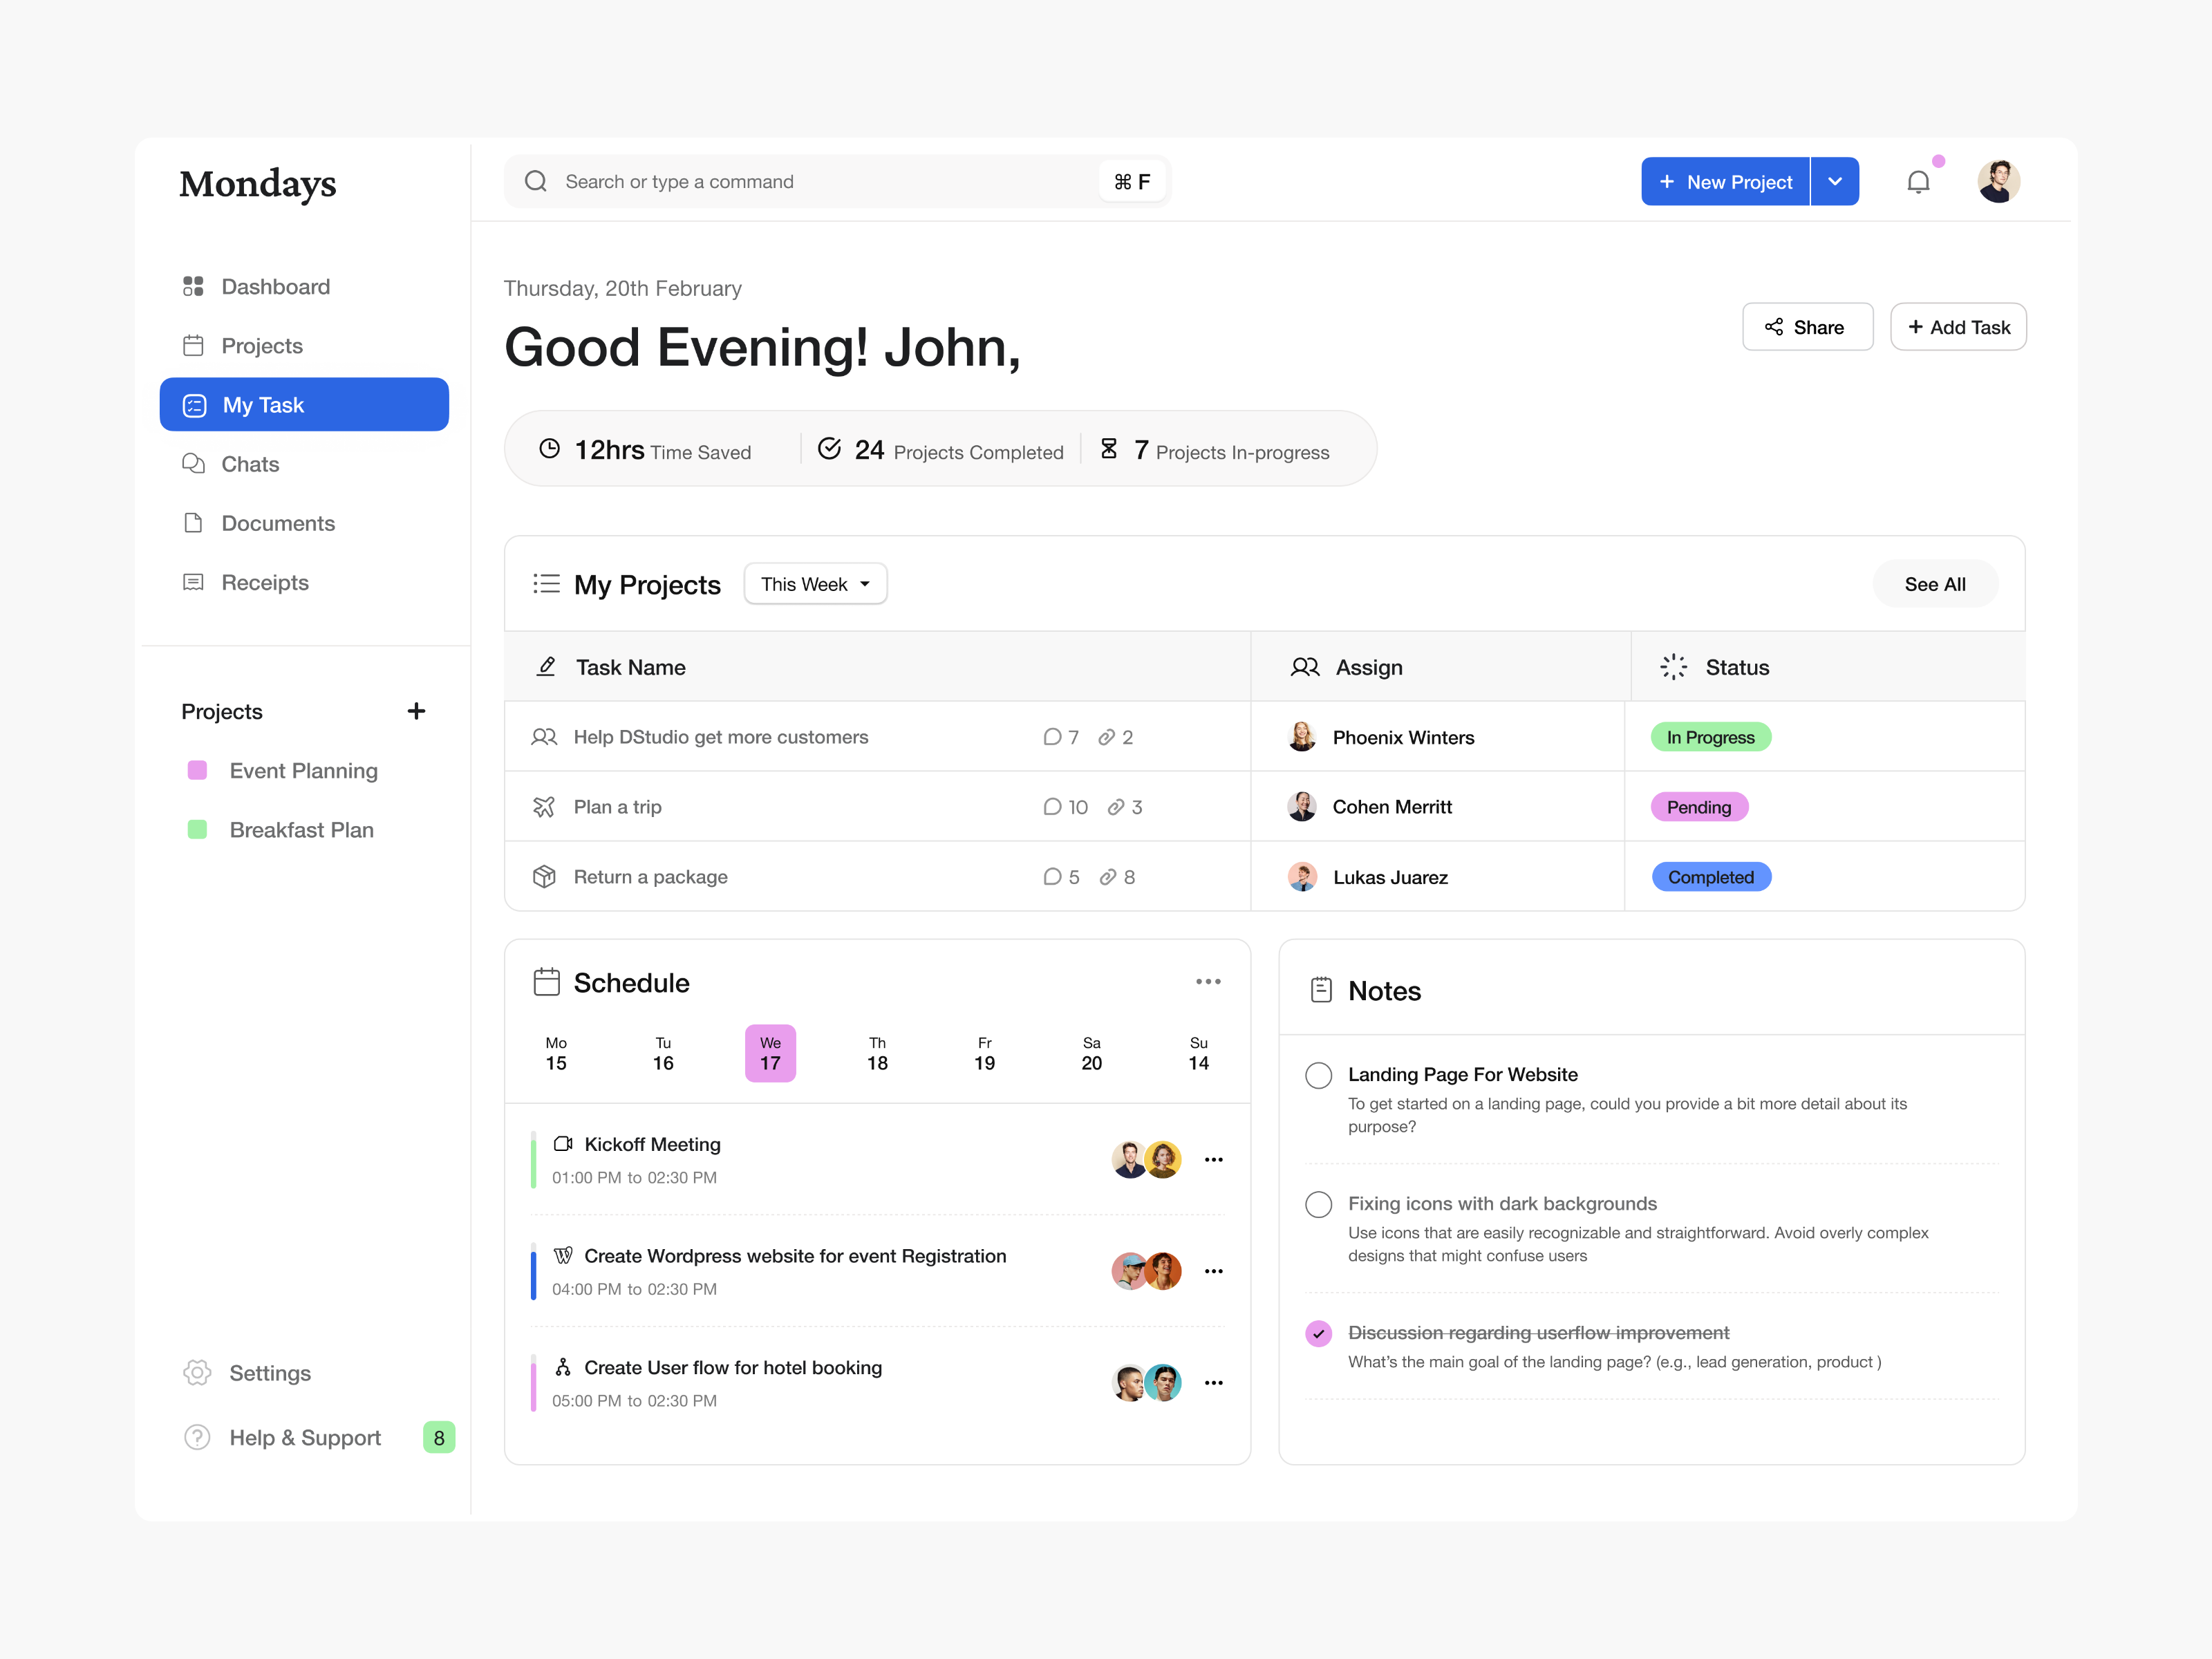 Mondays
Search or type a command
⌘ F
+ New Project
Dashboard
Projects
My Task
Chats
Documents
Receipts
Projects +
Event Planning
Breakfast Plan
Settings
Help & Support 8
Thursday, 20th February
Good Evening! John,
Share
+ Add Task
12hrs Time Saved
24 Projects Completed
7 Projects In-progress
My Projects
This Week
See All
Task Name
Assign
Status
Help DStudio get more customers 7 2 Phoenix Winters In Progress
Plan a trip 10 3 Cohen Merritt Pending
Return a package 5 8 Lukas Juarez Completed
Schedule
Mo Tu We Th Fr Sa Su
15 16 17 18 19 20 14
Kickoff Meeting
01:00 PM to 02:30 PM
Create Wordpress website for event Registration
04:00 PM to 02:30 PM
Create User flow for hotel booking
05:00 PM to 02:30 PM
Notes
Landing Page For Website
To get started on a landing page, could you provide a bit more detail about its
purpose?
Fixing icons with dark backgrounds
Use icons that are easily recognizable and straightforward. Avoid overly complex
designs that might confuse users
Discussion regarding userflow improvement
What's the main goal of the landing page? (e.g., lead generation, product )